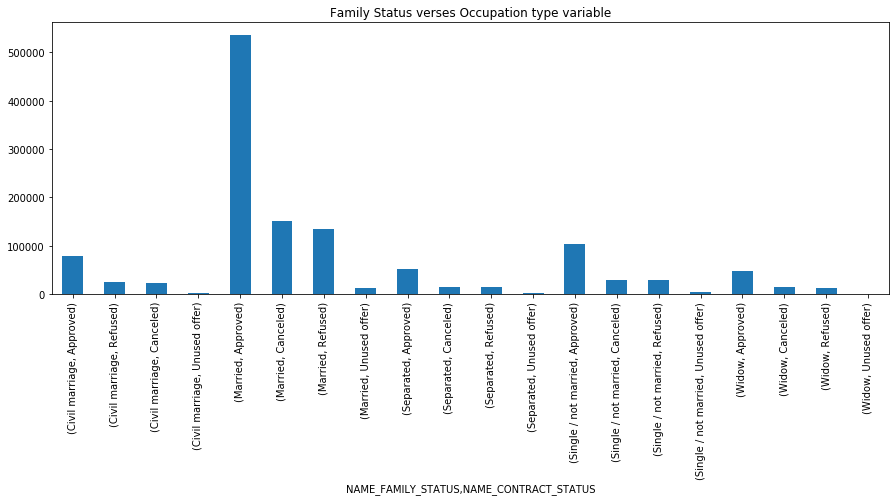 Family Status verses Occupation type variable
500000
400000
300000
200000
100000
0
(Civil marriage, Approved)
(Civil marriage, Refused)
(Civil marriage, Canceled)
(Civil marriage, Unused offer)
(Married, Approved)
(Married, Canceled)
(Married, Refused)
(Married, Unused offer)
(Separated, Approved)
(Separated, Canceled)
(Separated, Refused)
(Separated, Unused offer)
(Single / not married, Approved)
(Single / not married, Canceled)
(Single / not married, Refused)
(Single / not married, Unused offer)
(Widow, Approved)
(Widow, Canceled)
(Widow, Refused)
(Widow, Unused offer)
NAME_FAMILY_STATUS,NAME_CONTRACT_STATUS